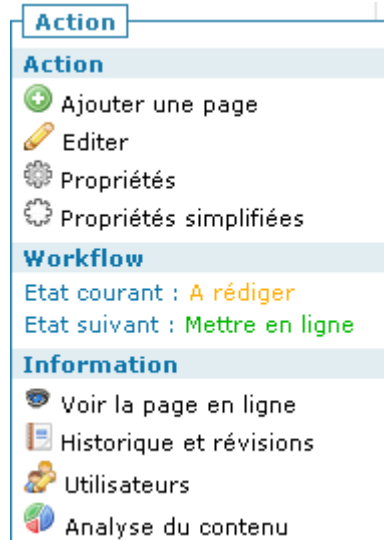 Action
Action
Ajouter une page
Editer
Propriétés
Propriétés simplifiées
Workflow
Etat courant : A rédiger
Etat suivant : Mettre en ligne
Information
Voir la page en ligne
Historique et révisions
Utilisateurs
Analyse du contenu